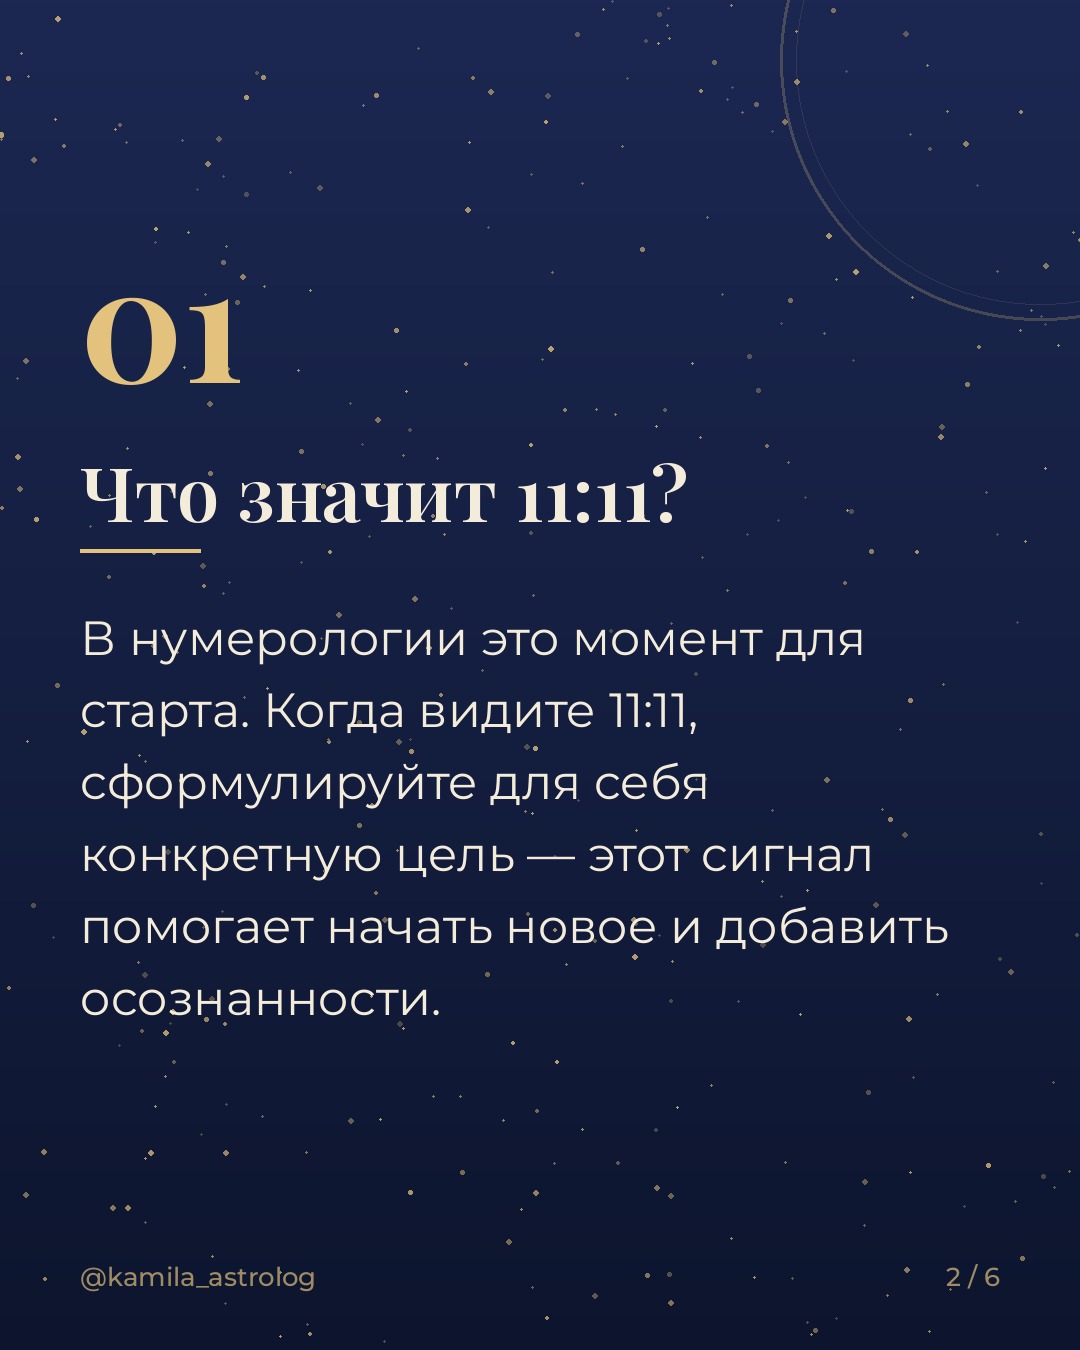 01
Что значит 11:11?
В нумерологии это момент для
старта. Когда видите 11:11,
сформулируйте для себя
конкретную цель — этот сигнал
помогает начать новое и добавить
осознанности.
@kamila_astrolog
2 / 6